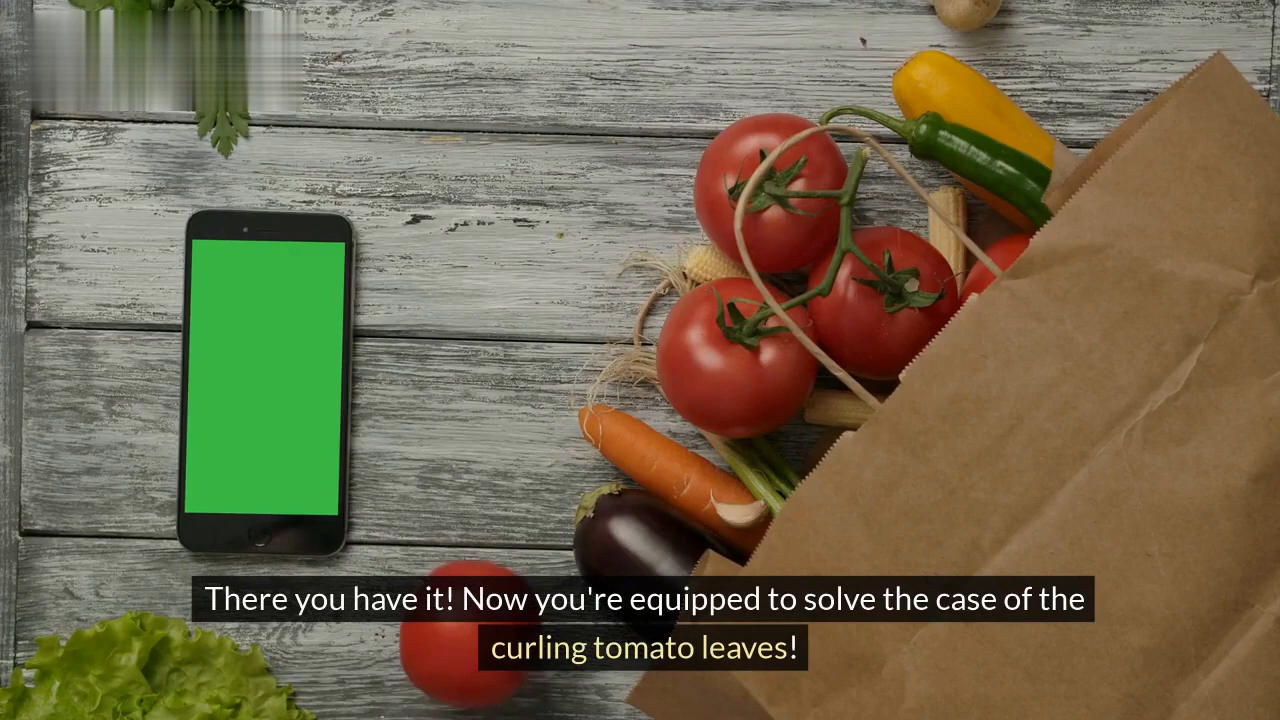 There you have it! Now you're equipped to solve the case of the
curling tomato leaves!